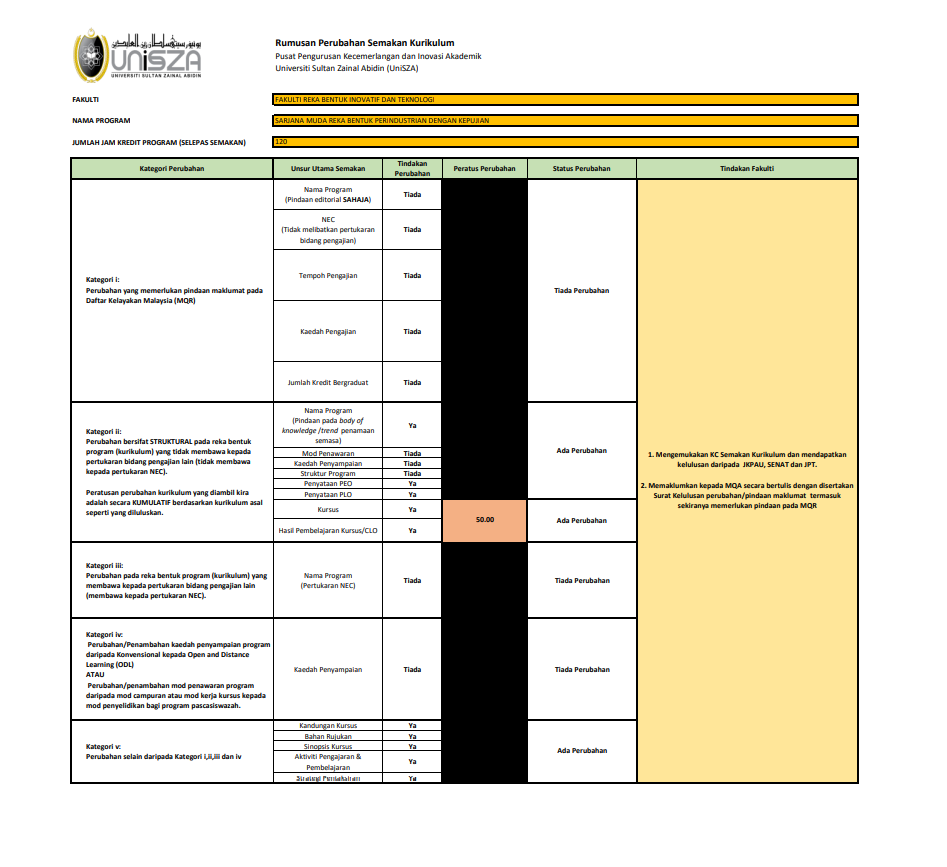 يونيۏرسيتي سلطان زين العابدين
UNiSZA
UNIVERSITI SULTAN ZAINAL ABIDIN
Rumusan Perubahan Semakan Kurikulum
Pusat Pengurusan Kecemerlangan dan Inovasi Akademik
Universiti Sultan Zainal Abidin (UniSZA)
FAKULTI
FAKULTI REKA BENTUK INOVATIF DAN TEKNOLOGI
NAMA PROGRAM
SARJANA MUDA REKA BENTUK PERINDUSTRIAN DENGAN KEPUJIAN
JUMLAH JAM KREDIT PROGRAM (SELEPAS SEMAKAN)
120
Kategori Perubahan
Unsur Utama Semakan
Tindakan
Perubahan
Peratus Perubahan
Status Perubahan
Tindakan Fakulti
Kategori i:
Perubahan yang memerlukan pindaan maklumat pada
Daftar Kelayakan Malaysia (MQR)
Nama Program
(Pindaan editorial SAHAJA)
Tiada
NEC
(Tidak melibatkan pertukaran
bidang pengajian)
Tiada
Tempoh Pengajian
Tiada
Kaedah Pengajian
Tiada
Jumlah Kredit Bergraduat
Tiada
Tiada Perubahan
Kategori ii:
Perubahan bersifat STRUKTURAL pada reka bentuk
program (kurikulum) yang tidak membawa kepada
pertukaran bidang pengajian lain (tidak membawa
kepada pertukaran NEC).
Peratusan perubahan kurikulum yang diambil kira
adalah secara KUMULATIF berdasarkan kurikulum asal
seperti yang diluluskan.
Nama Program
(Pindaan pada body of
knowledge /trend penamaan
semasa)
Ya
Mod Penawaran
Tiada
Kaedah Penyampaian
Tiada
Struktur Program
Tiada
Penyataan PEO
Ya
Penyataan PLO
Ya
Ada Perubahan
Kursus
Ya
Hasil Pembelajaran Kursus/CLO
Ya
50.00
Ada Perubahan
Kategori iii:
Perubahan pada reka bentuk program (kurikulum) yang
membawa kepada pertukaran bidang pengajian lain
(membawa kepada pertukaran NEC).
Nama Program
(Pertukaran NEC)
Tiada
Tiada Perubahan
Kategori iv:
Perubahan/Penambahan kaedah penyampaian program
daripada Konvensional kepada Open and Distance
Learning (ODL)
ATAU
Perubahan/penambahan mod penawaran program
daripada mod campuran atau mod kerja kursus kepada
mod penyelidikan bagi program pascasiswazah.
Kaedah Penyampaian
Tiada
Tiada Perubahan
Kategori v:
Perubahan selain daripada Kategori i,ii,iii dan iv
Kandungan Kursus
Ya
Bahan Rujukan
Ya
Sinopsis Kursus
Ya
Aktiviti Pengajaran &
Pembelajaran
Ya
Strategi Pentaksiran
Ya
Ada Perubahan
1. Mengemukakan KC Semakan Kurikulum dan mendapatkan
kelulusan daripada JKPAU, SENAT dan JPT.
2. Memaklumkan kepada MQA secara bertulis dengan disertakan
Surat Kelulusan perubahan/pindaan maklumat termasuk
sekiranya memerlukan pindaan pada MQR